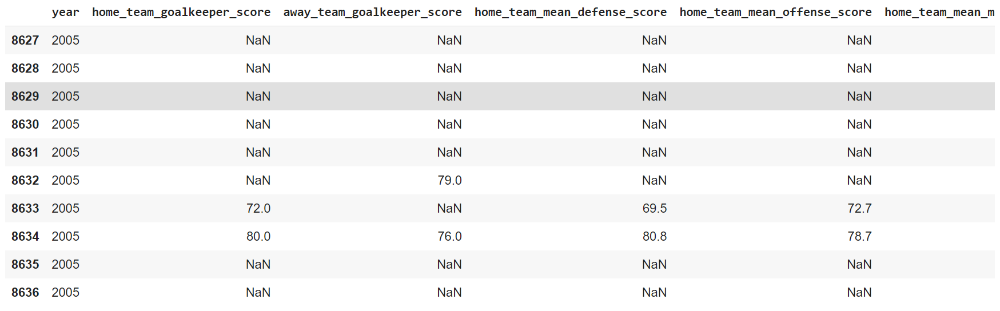 year home_team_goalkeeper_score away_team_goalkeeper_score home_team_mean_defense_score home_team_mean_offense_score home_team_mean_m
8627 2005 NaN NaN NaN NaN
8628 2005 NaN NaN NaN NaN
8629 2005 NaN NaN NaN NaN
8630 2005 NaN NaN NaN NaN
8631 2005 NaN NaN NaN NaN
8632 2005 NaN 79.0 NaN NaN
8633 2005 72.0 NaN 69.5 72.7
8634 2005 80.0 76.0 80.8 78.7
8635 2005 NaN NaN NaN NaN
8636 2005 NaN NaN NaN NaN